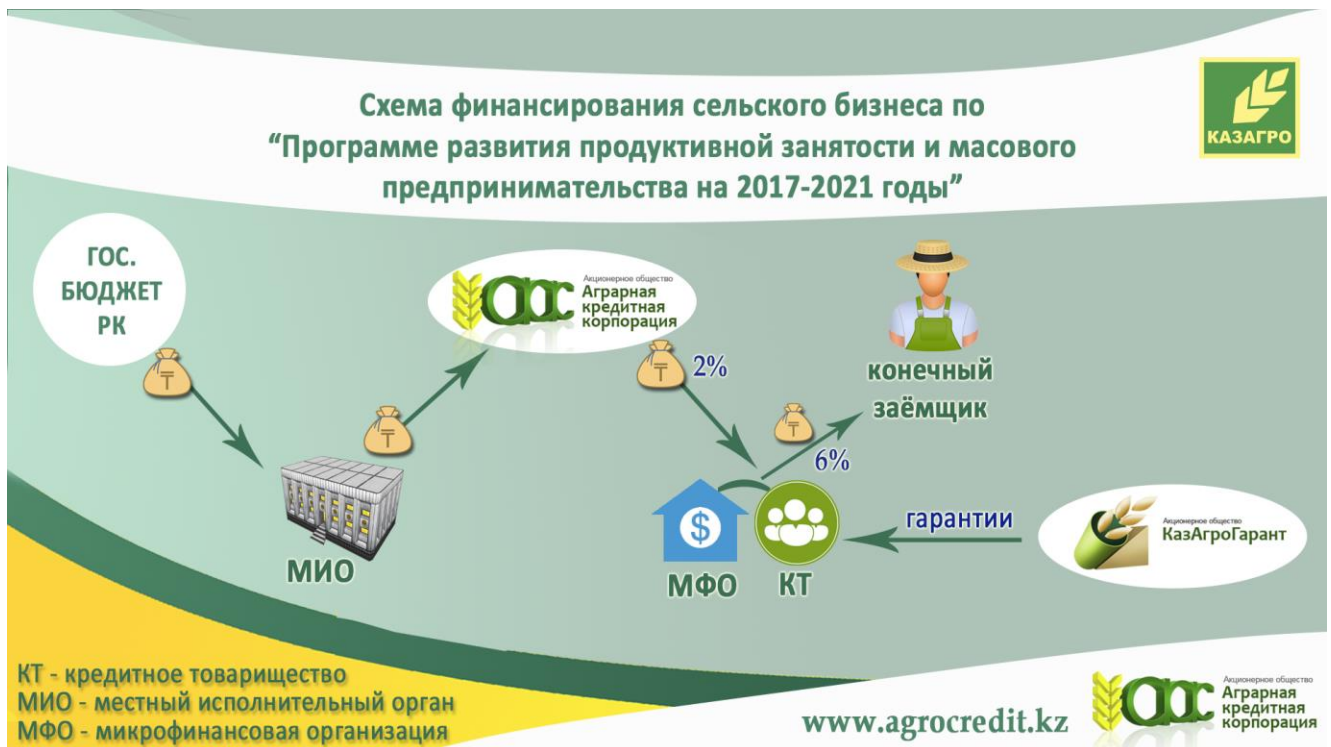 Схема финансирования сельского бизнеса по
“Программе развития продуктивной занятости и массового
предпринимательства на 2017-2021 годы”
КАЗАГРО
ГОС.
БЮДЖЕТ
РК
₸
МИО
₸
Акционерное общество
Аграрная
кредитная
корпорация
₸
2%
конечный
заёмщик
₸
6%
$
МФО
КТ
гарантии
Акционерное общество
КазАгроГарант
КТ - кредитное товарищество
МИО - местный исполнительный орган
МФО - микрофинансовая организация
www.agrocredit.kz
Акционерное общество
Аграрная
кредитная
корпорация